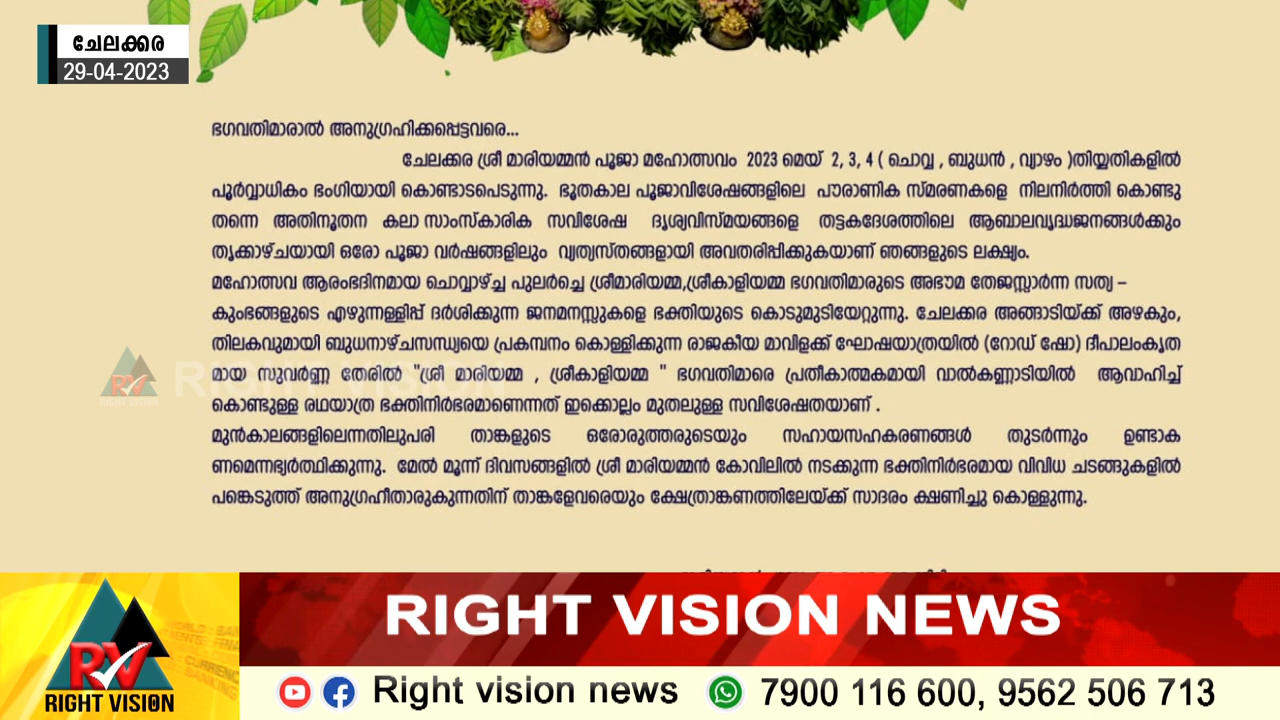 ചേലക്കര
29-04-2023
ഭഗവതിമാരാൽ അനുഗ്രഹിക്കപ്പെട്ടവരെ...
ചേലക്കര ശ്രീ മാരിയമ്മൻ പൂജാ മഹോത്സവം 2023 മെയ് 2, 3, 4 ( ചൊവ്വ , ബുധൻ , വ്യാഴം )തിയ്യതികളിൽ
പൂർവ്വാധികം ഭംഗിയായി കൊണ്ടാടപെടുന്നു. ഭൂതകാല പൂജാവിശേഷങ്ങളിലെ പൗരാണിക സ്മരണകളെ നിലനിർത്തി കൊണ്ടു
തന്നെ അതിനൂതന കലാ സാംസ്കാരിക സവിശേഷ ദൃശ്യവിസ്മയങ്ങളെ തട്ടകദേശത്തിലെ ആബാലവൃദ്ധജനങ്ങൾക്കും
തൃക്കാഴ്ചയായി ഒരോ പൂജാ വർഷങ്ങളിലും വ്യത്യസ്തങ്ങളായി അവതരിപ്പിക്കുകയാണ് ഞങ്ങളുടെ ലക്ഷ്യം.
മഹോത്സവ ആരംഭദിനമായ ചൊവ്വാഴ്ച്ച പുലർച്ചെ ശ്രീമാരിയമ്മ,ശ്രീകാളിയമ്മ ഭഗവതിമാരുടെ അഭൗമ തേജസ്സാർന്ന സത്വ –
കുംഭങ്ങളുടെ എഴുന്നള്ളിപ്പ് ദർശിക്കുന്ന ജനമനസ്സുകളെ ഭക്തിയുടെ കൊടുമുടിയേറ്റുന്നു. ചേലക്കര അങ്ങാടിയ്ക്ക് അഴകും,
തിലകവുമായി ബുധനാഴ്ചസന്ധ്യയെ പ്രകമ്പനം കൊള്ളിക്കുന്ന രാജകീയ മാവിളക്ക് ഘോഷയാത്രയിൽ (റോഡ് ഷോ) ദീപാലംകൃത
മായ സുവർണ്ണ തേരിൽ "ശ്രീ മാരിയമ്മ , ശ്രീകാളിയമ്മ " ഭഗവതിമാരെ പ്രതീകാത്മകമായി വാൽകണ്ണാടിയിൽ ആവാഹിച്ച്
കൊണ്ടുള്ള രഥയാത്ര ഭക്തിനിർഭരമാണെന്നത് ഇക്കൊല്ലം മുതലുള്ള സവിശേഷതയാണ് .
മുൻകാലങ്ങളിലെന്നതിലുപരി താങ്കളുടെ ഒരോരുത്തരുടെയും സഹായസഹകരണങ്ങൾ തുടർന്നും ഉണ്ടാക
ണമെന്നഭ്യർത്ഥിക്കുന്നു. മേൽ മൂന്ന് ദിവസങ്ങളിൽ ശ്രീ മാരിയമ്മൻ കോവിലിൽ നടക്കുന്ന ഭക്തിനിർഭരമായ വിവിധ ചടങ്ങുകളിൽ
പങ്കെടുത്ത് അനുഗ്രഹീതാരുകുന്നതിന് താങ്കളേവരെയും ക്ഷേത്രാങ്കണത്തിലേയ്ക്ക് സാദരം ക്ഷണിച്ചു കൊള്ളുന്നു.
RV
RIGHT VISION
RIGHT VISION
RV
RIGHT VISION
RIGHT VISION NEWS
Right vision news
7900 116 600, 9562 506 713